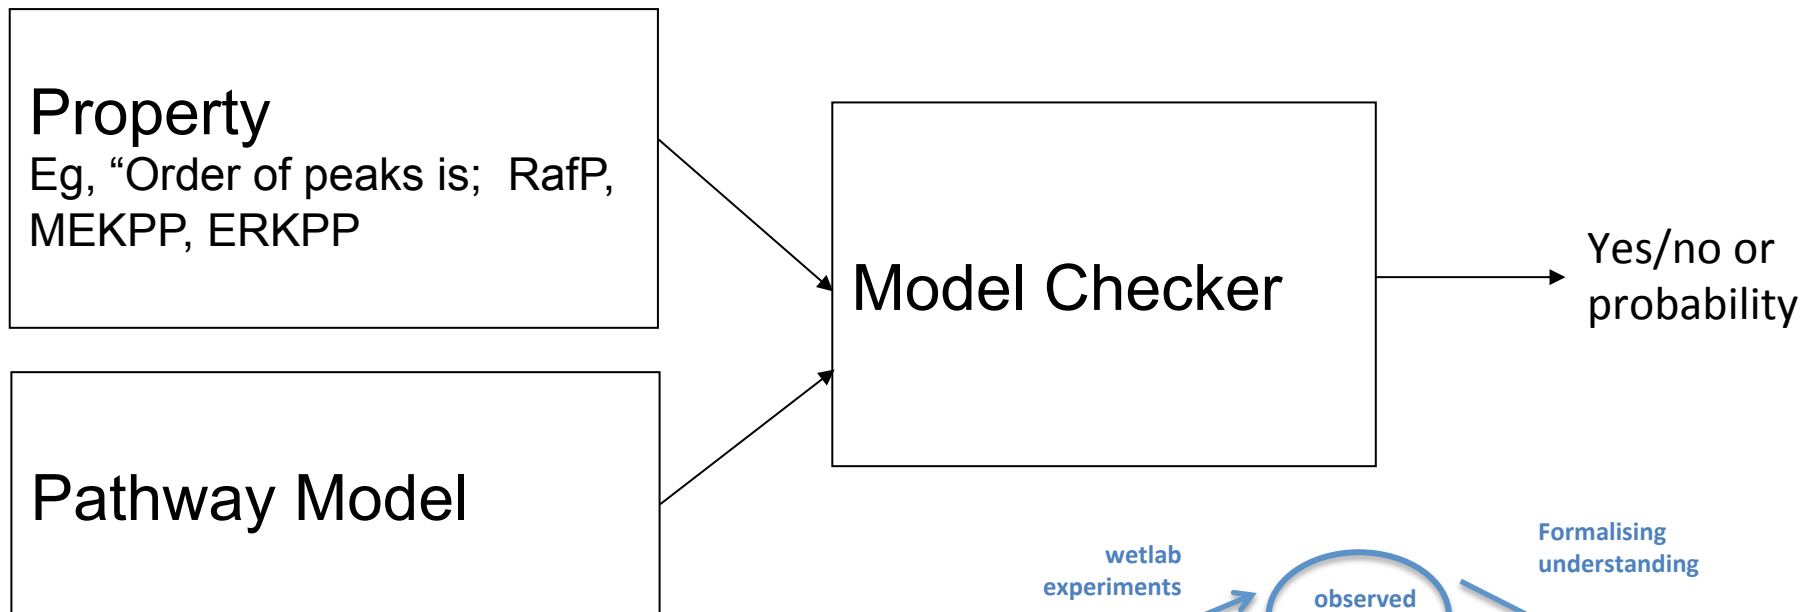 Property
Eg, “Order of peaks is;  RafP,
MEKPP, ERKPP
Model Checker
Yes/no or
probability
Pathway Model
wetlab
experiments
observed
Formalising
understanding